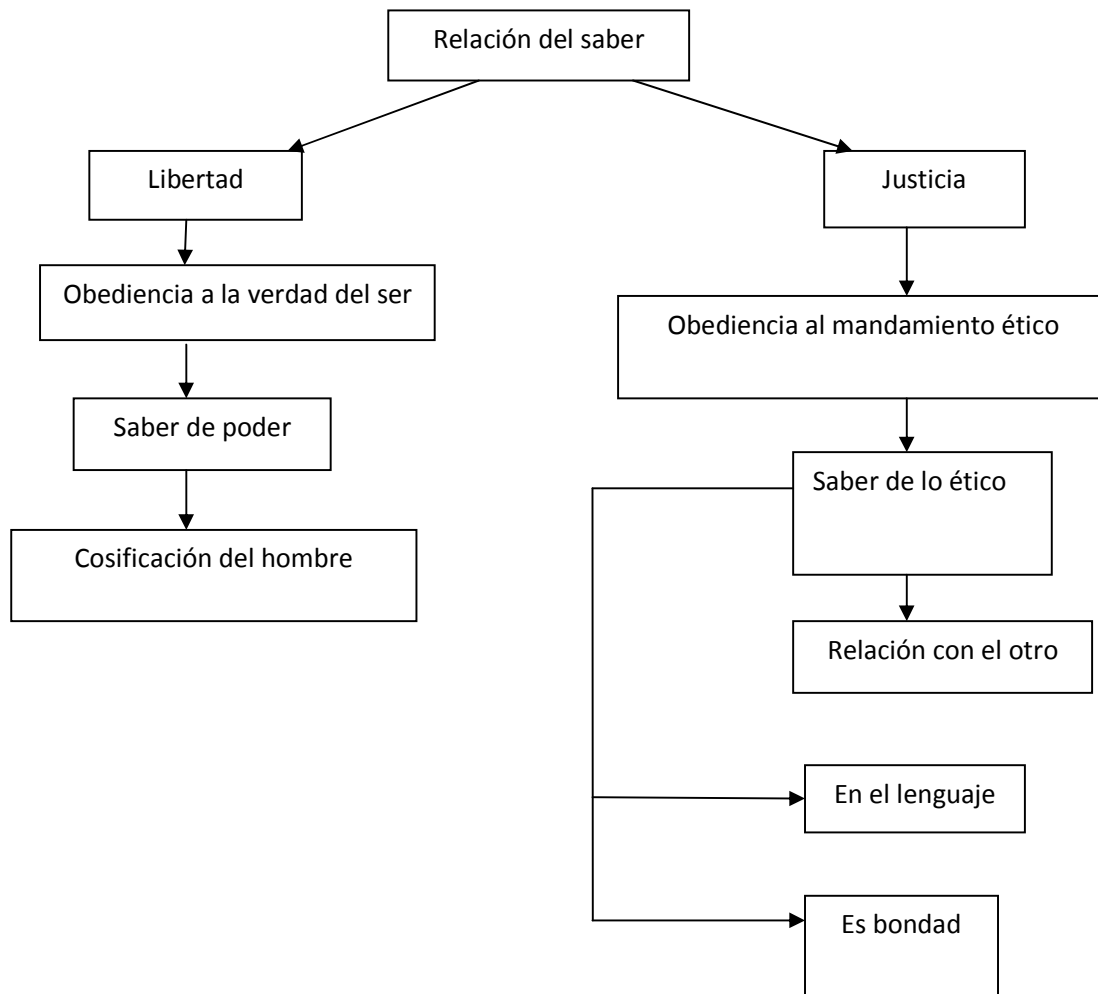 Relación del saber
Libertad
Justicia
Obediencia a la verdad del ser
Obediencia al mandamiento ético
Saber de poder
Saber de lo ético
Cosificación del hombre
Relación con el otro
En el lenguaje
Es bondad